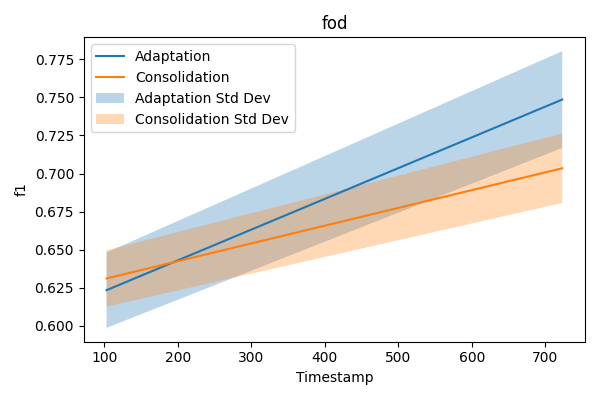 fod
Adaptation
Consolidation
Adaptation Std Dev
Consolidation Std Dev
f1
0.775
0.750
0.725
0.700
0.675
0.650
0.625
0.600
100 200 300 400 500 600 700
Timestamp